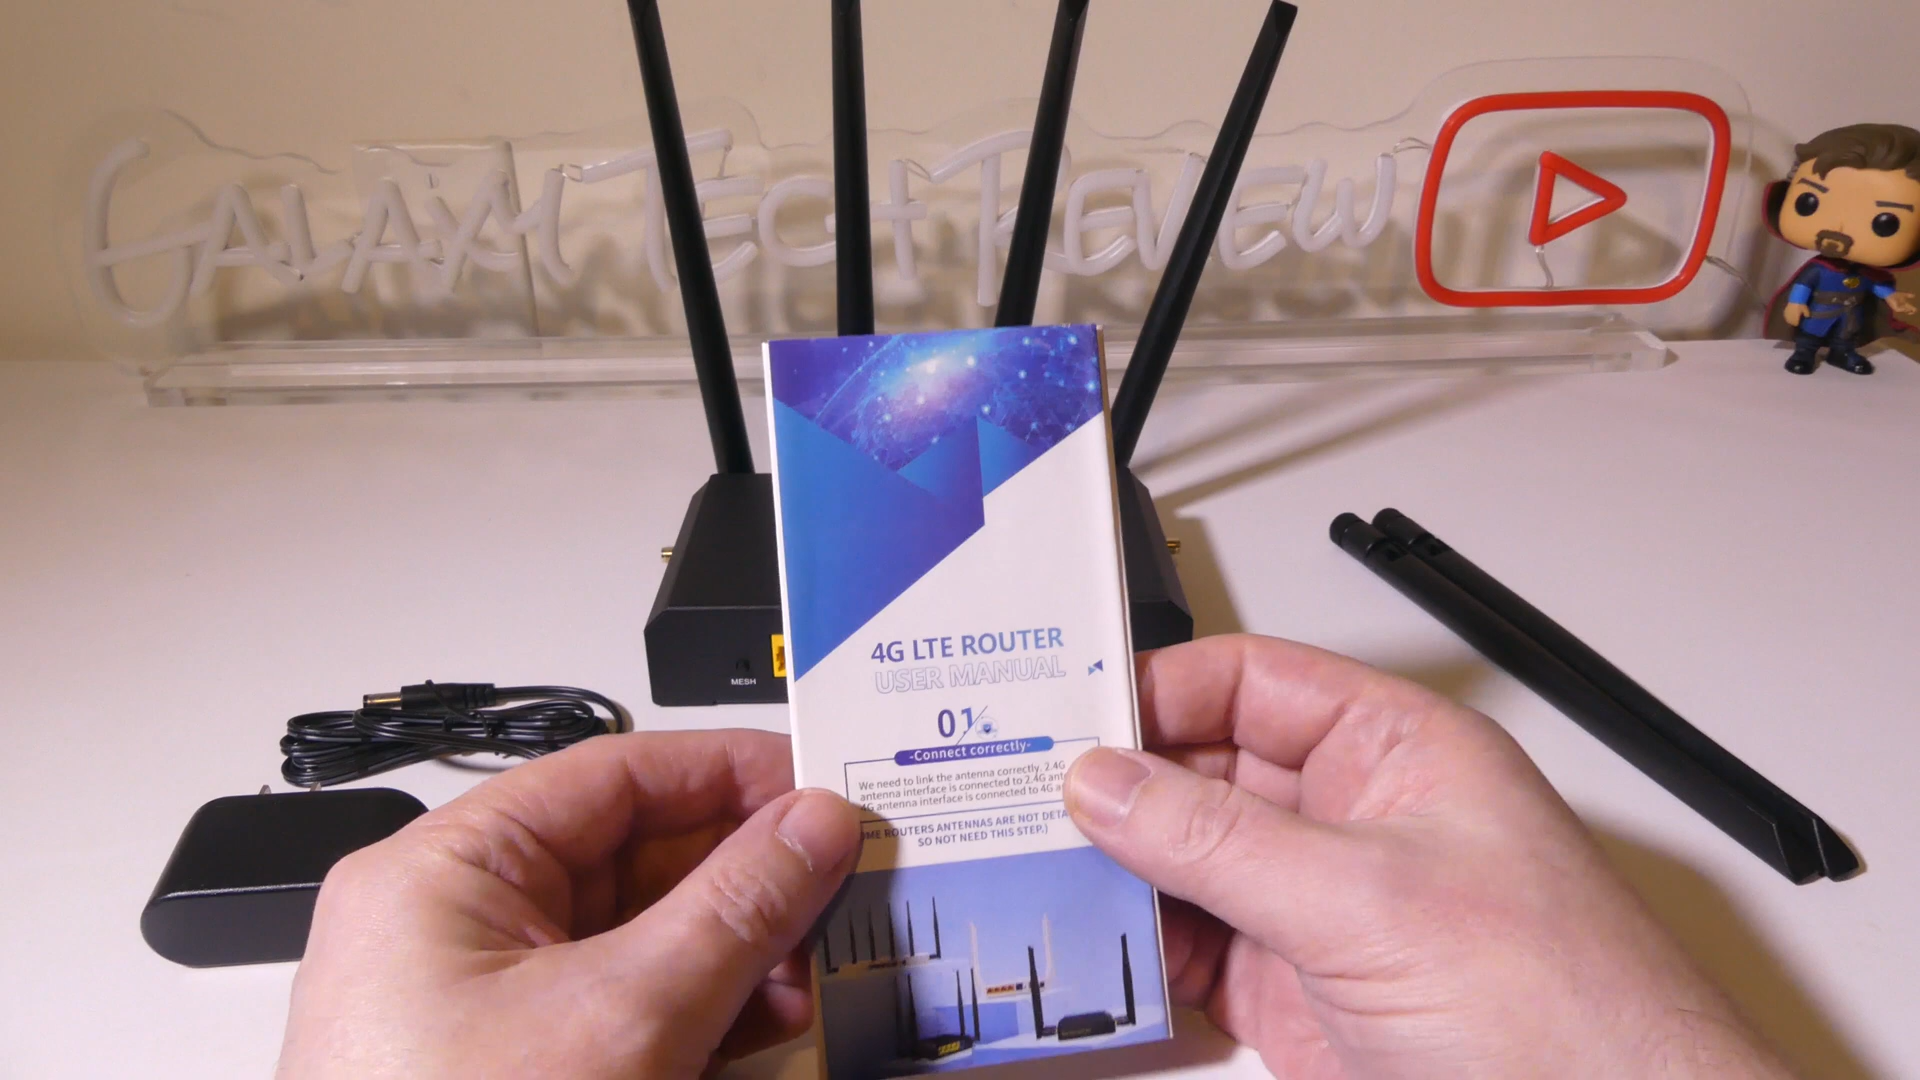 GALAXY TECH REVIEW
4G LTE ROUTER
USER MANUAL
01
-Connect correctly-
We need to link the antenna correctly. 2.4G
antenna interface is connected to 2.4G
4G antenna interface is connected to 4G
ROUTERS ANTENNAS ARE NOT
SO NOT NEED THIS STEP.)
MESH